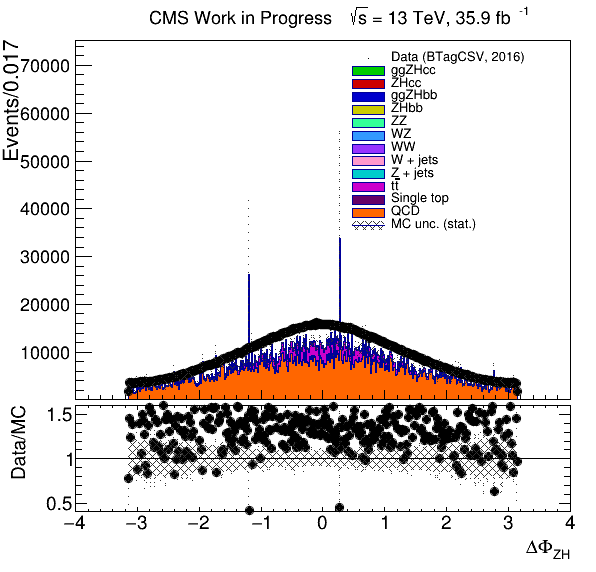 CMS Work in Progress √s = 13 TeV, 35.9 fb⁻¹
Events/0.017
70000
60000
50000
40000
30000
20000
10000
Data (BTagCSV, 2016)
ggZHcc
ZHcc
ggZHbb
ZHbb
ZZ
WZ
WW
W + jets
Z + jets
tt̅
Single top
QCD
MC unc. (stat.)
Data/MC
1.5
1
0.5
−4 −3 −2 −1 0 1 2 3 4
ΔΦ_ZH